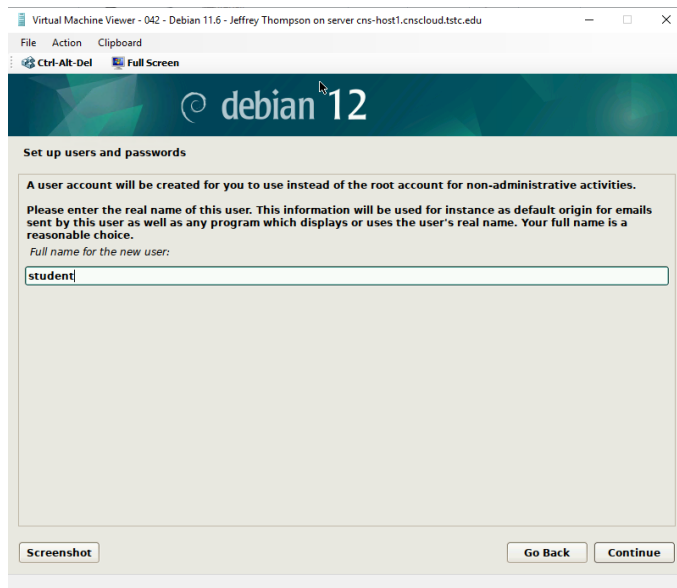 Virtual Machine Viewer - 042 - Debian 11.6 - Jeffrey Thompson on server cns-host1.cnscloud.tstc.edu
File Action Clipboard
Ctrl-Alt-Del Full Screen
debian 12
Set up users and passwords
A user account will be created for you to use instead of the root account for non-administrative activities.
Please enter the real name of this user. This information will be used for instance as default origin for emails
sent by this user as well as any program which displays or uses the user's real name. Your full name is a
reasonable choice.
Full name for the new user:
student
Screenshot Go Back Continue